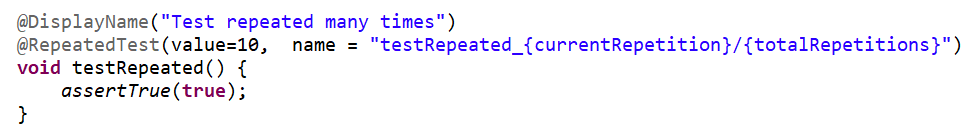 @DisplayName("Test repeated many times")
@RepeatedTest(value=10,  name = "testRepeated_{currentRepetition}/{totalRepetitions}")
void testRepeated() {
    assertTrue(true);
}